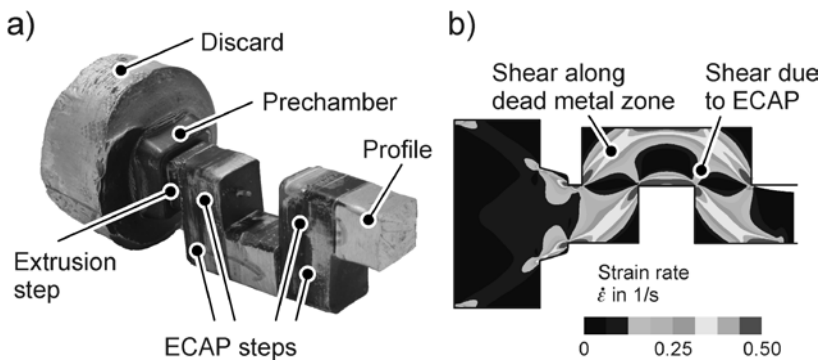 a)
Discard
Prechamber
Profile
Extrusion
step
ECAP steps
b)
Shear along
dead metal zone
Shear due
to ECAP
Strain rate
ε̇ in 1/s
0 0.25 0.50